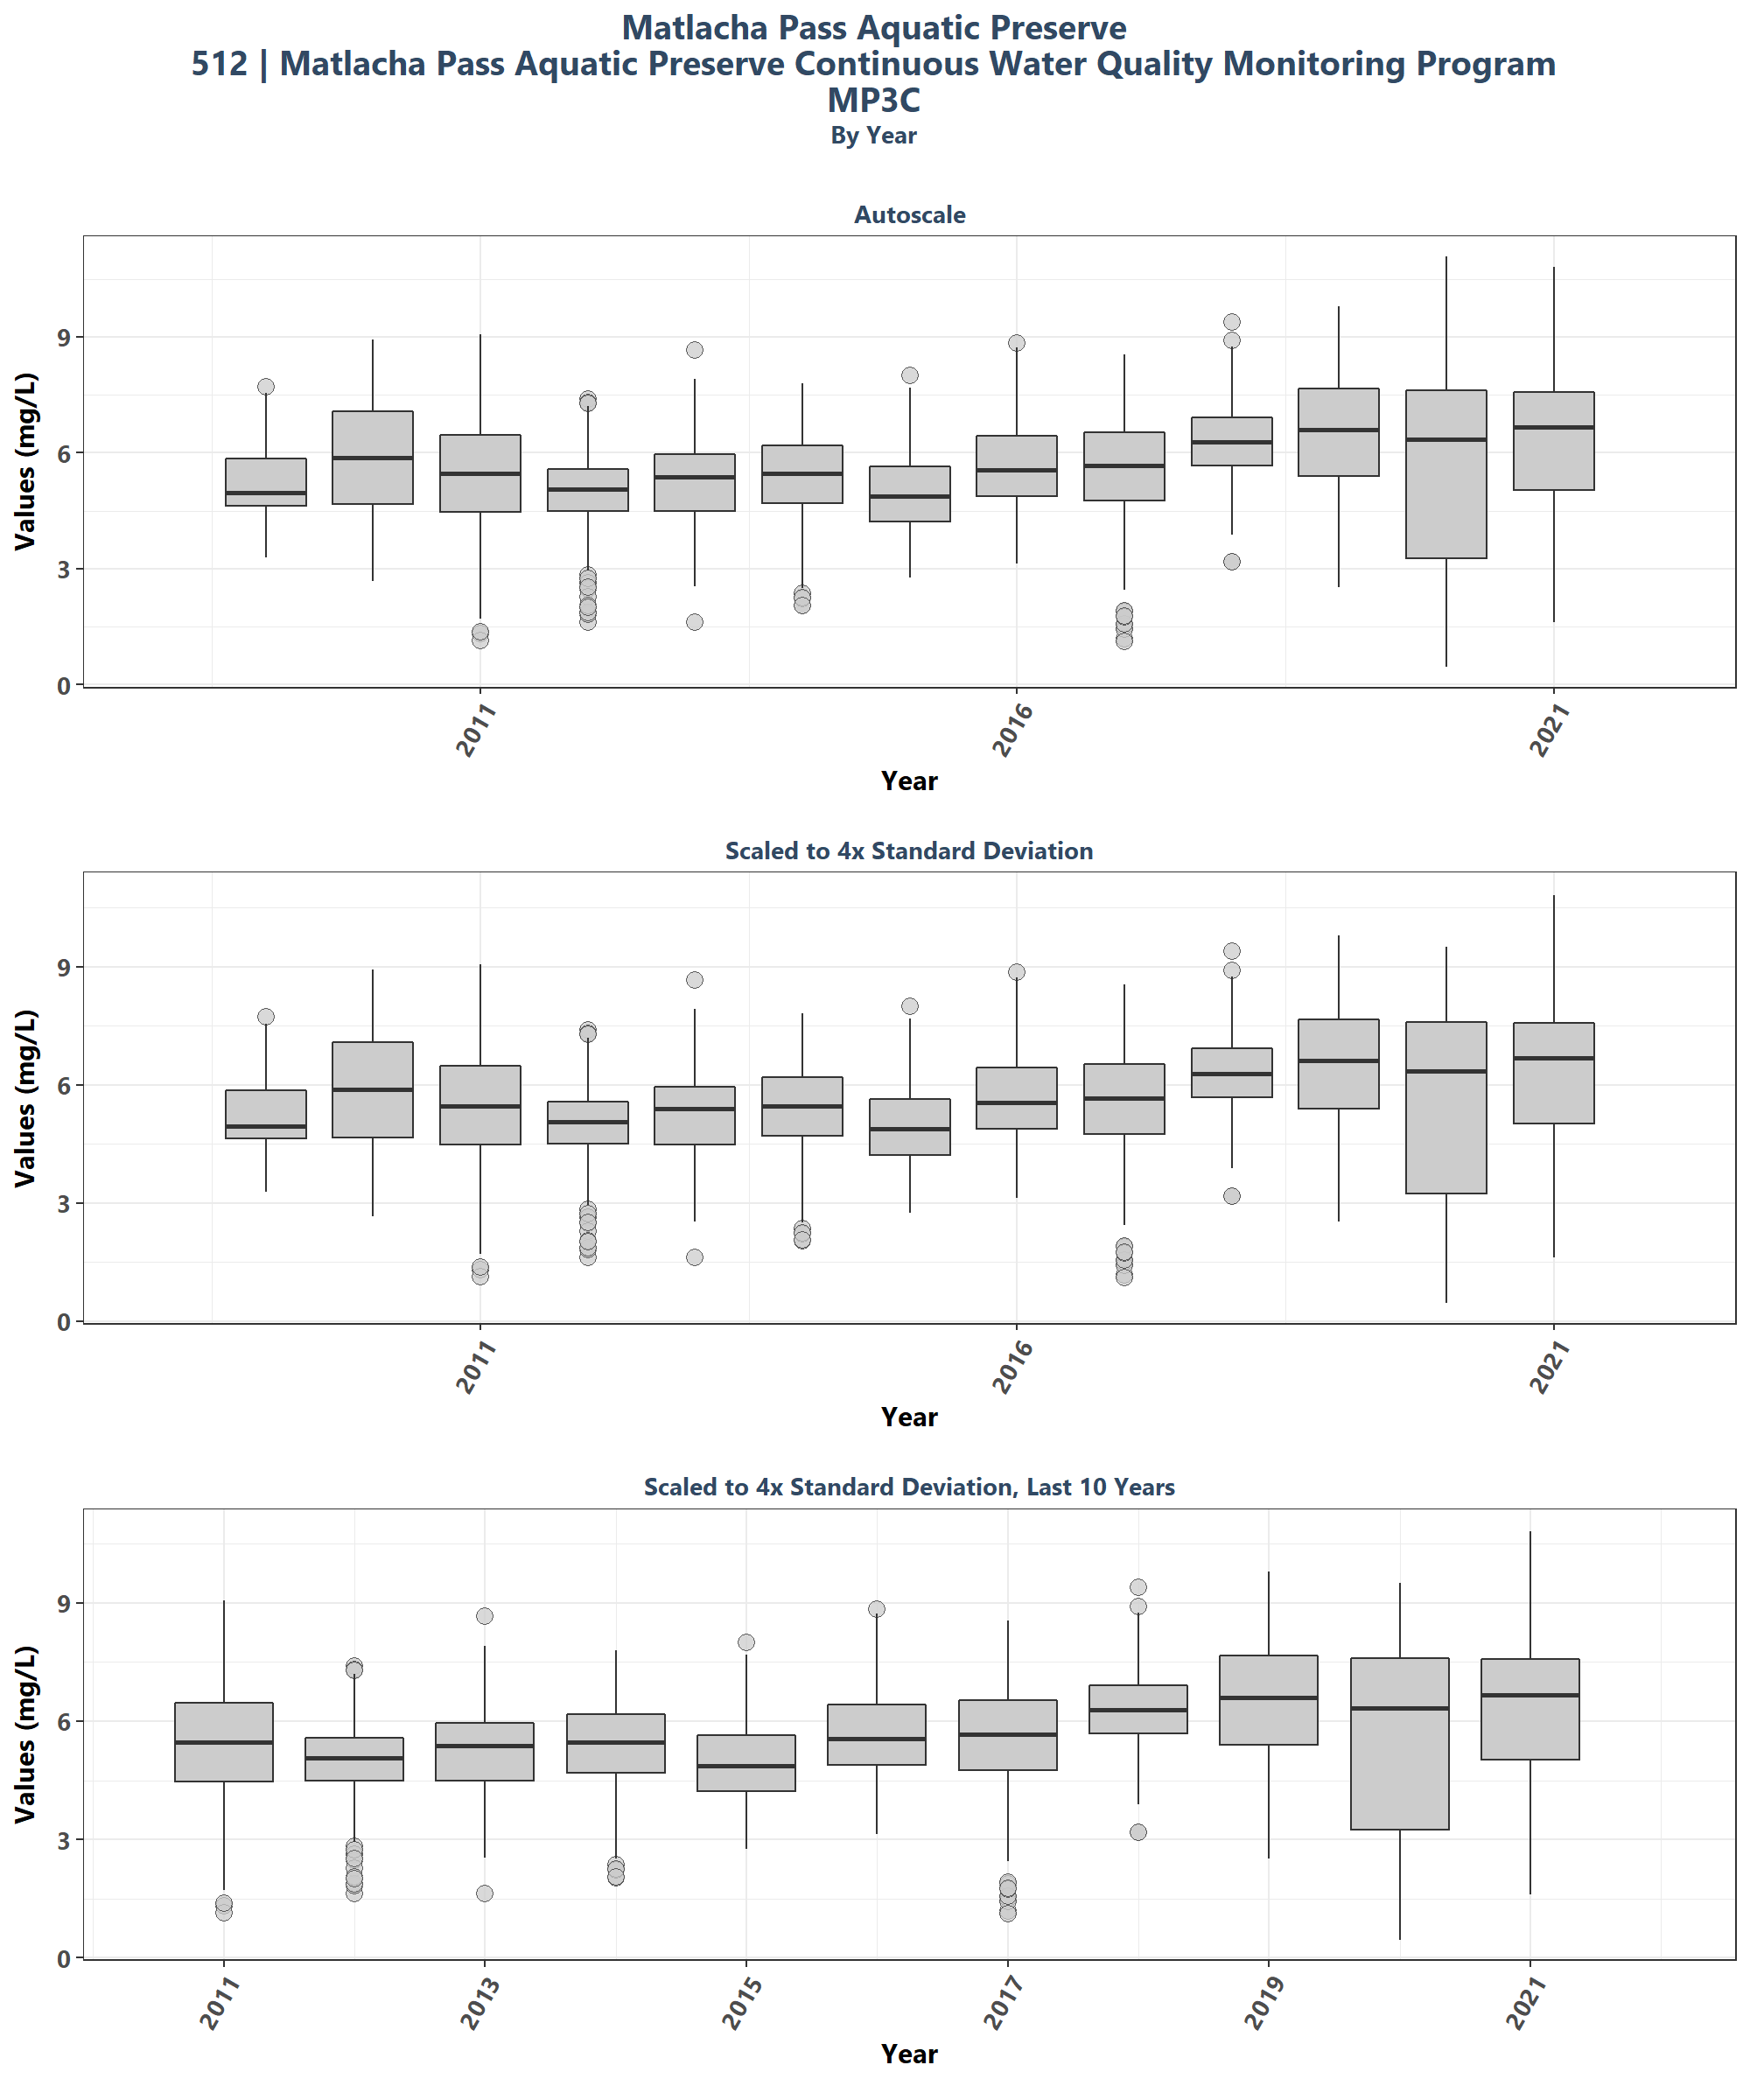 Matlacha Pass Aquatic Preserve
512 | Matlacha Pass Aquatic Preserve Continuous Water Quality Monitoring Program
MP3C
By Year
Autoscale
Values (mg/L)
9
6
3
0
2011 2016 2021
Year
Scaled to 4x Standard Deviation
Values (mg/L)
9
6
3
0
2011 2016 2021
Year
Scaled to 4x Standard Deviation, Last 10 Years
Values (mg/L)
9
6
3
0
2011 2013 2015 2017 2019 2021
Year